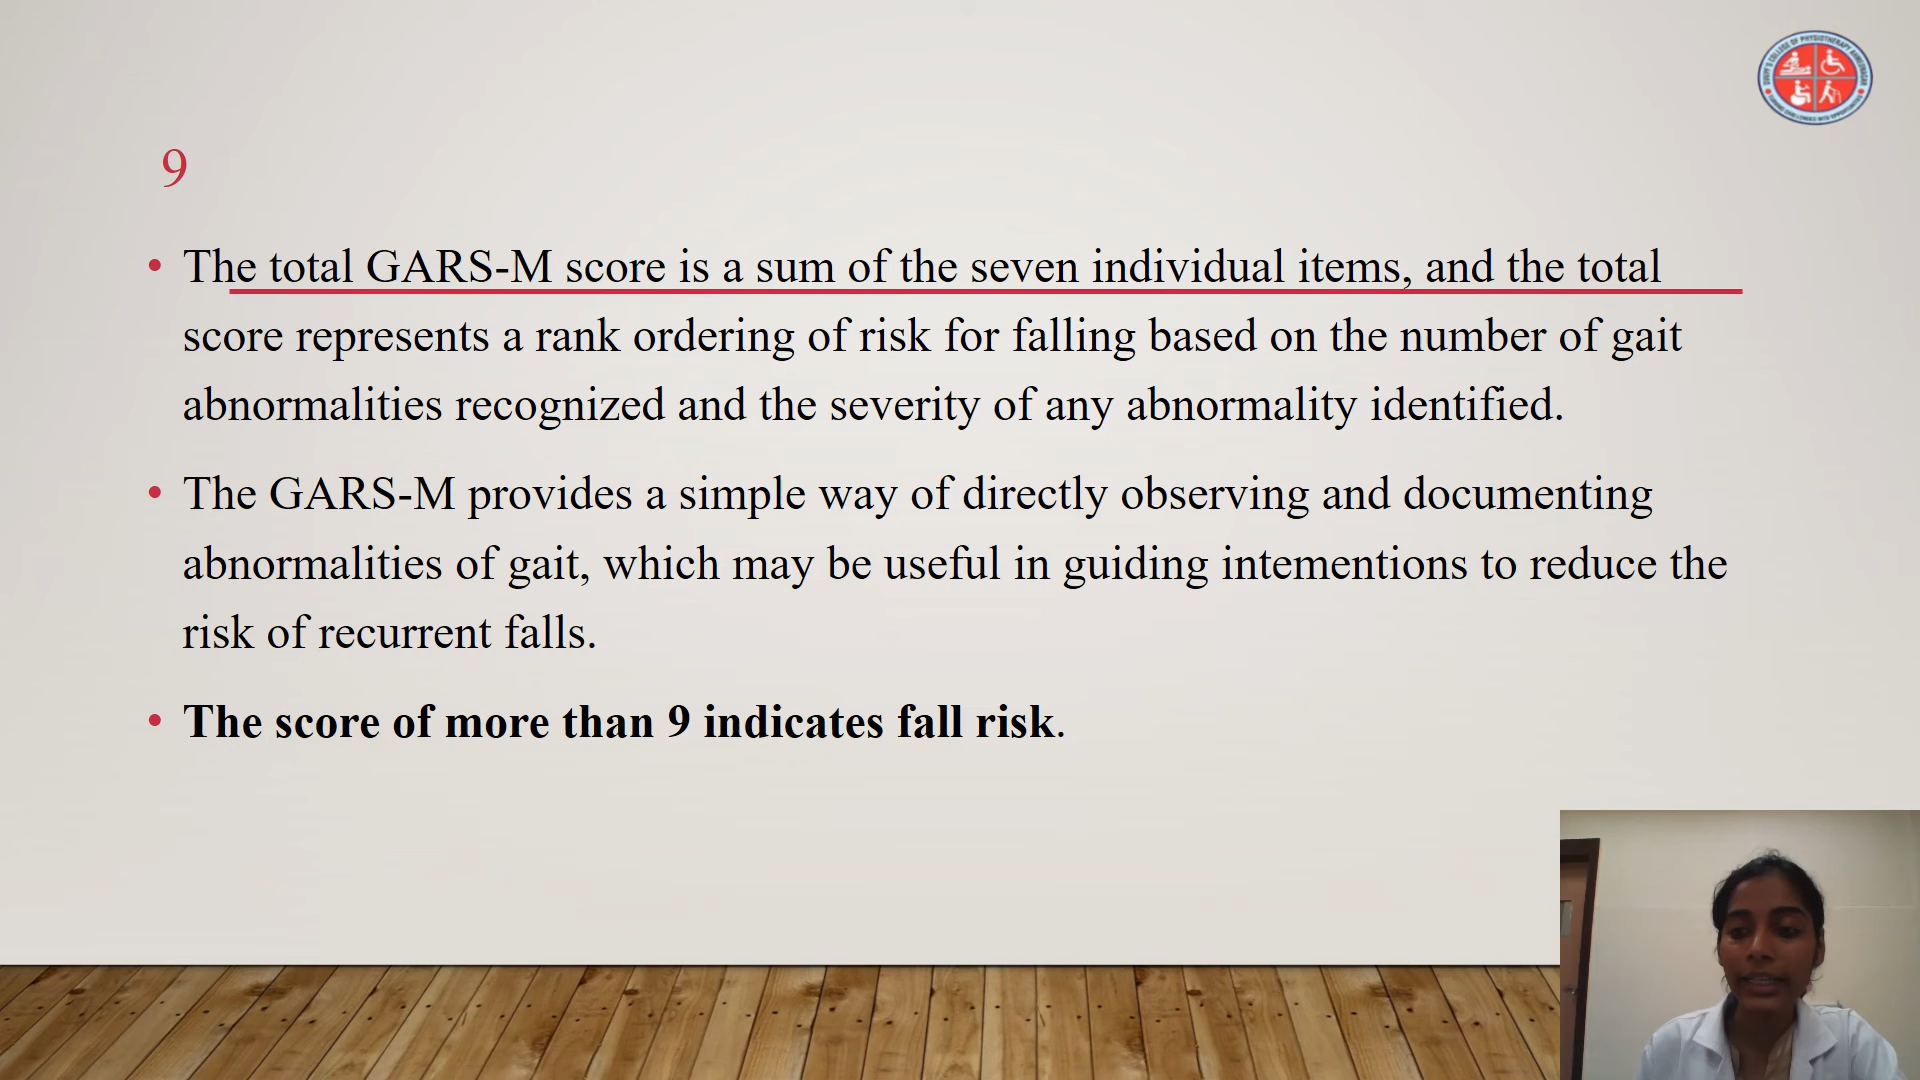 9
• The total GARS-M score is a sum of the seven individual items, and the total
score represents a rank ordering of risk for falling based on the number of gait
abnormalities recognized and the severity of any abnormality identified.
• The GARS-M provides a simple way of directly observing and documenting
abnormalities of gait, which may be useful in guiding intementions to reduce the
risk of recurrent falls.
• The score of more than 9 indicates fall risk.